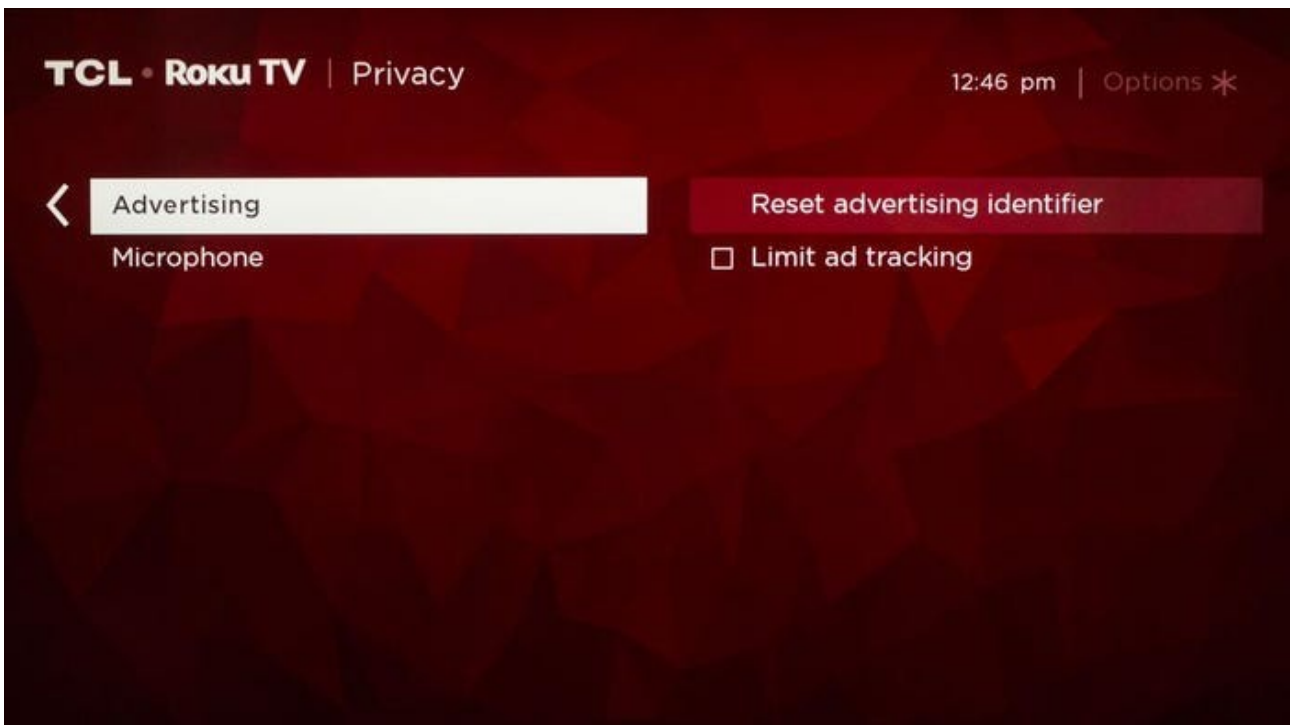 TCL • Roku TV | Privacy
12:46 pm | Options *
Advertising
Reset advertising identifier
Microphone
Limit ad tracking